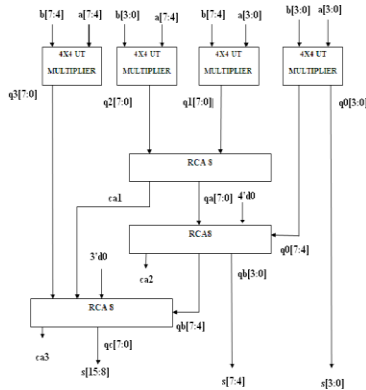 b[7:4] a[7:4] b[3:0] a[7:4] b[7:4] a[3:0] b[3:0] a[3:0]
4X4 UT MULTIPLIER
4X4 UT MULTIPLIER
4X4 UT MULTIPLIER
4X4 UT MULTIPLIER
q3[7:0] q2[7:0] q1[7:0] q0[3:0]
RCA 8
ca1 qa[7:0] 4'd0
RCA8
q0[7:4]
3'd0 ca2 qb[3:0]
RCA 8
qb[7:4]
ca3 qc[7:0]
s[15:8] s[7:4] s[3:0]